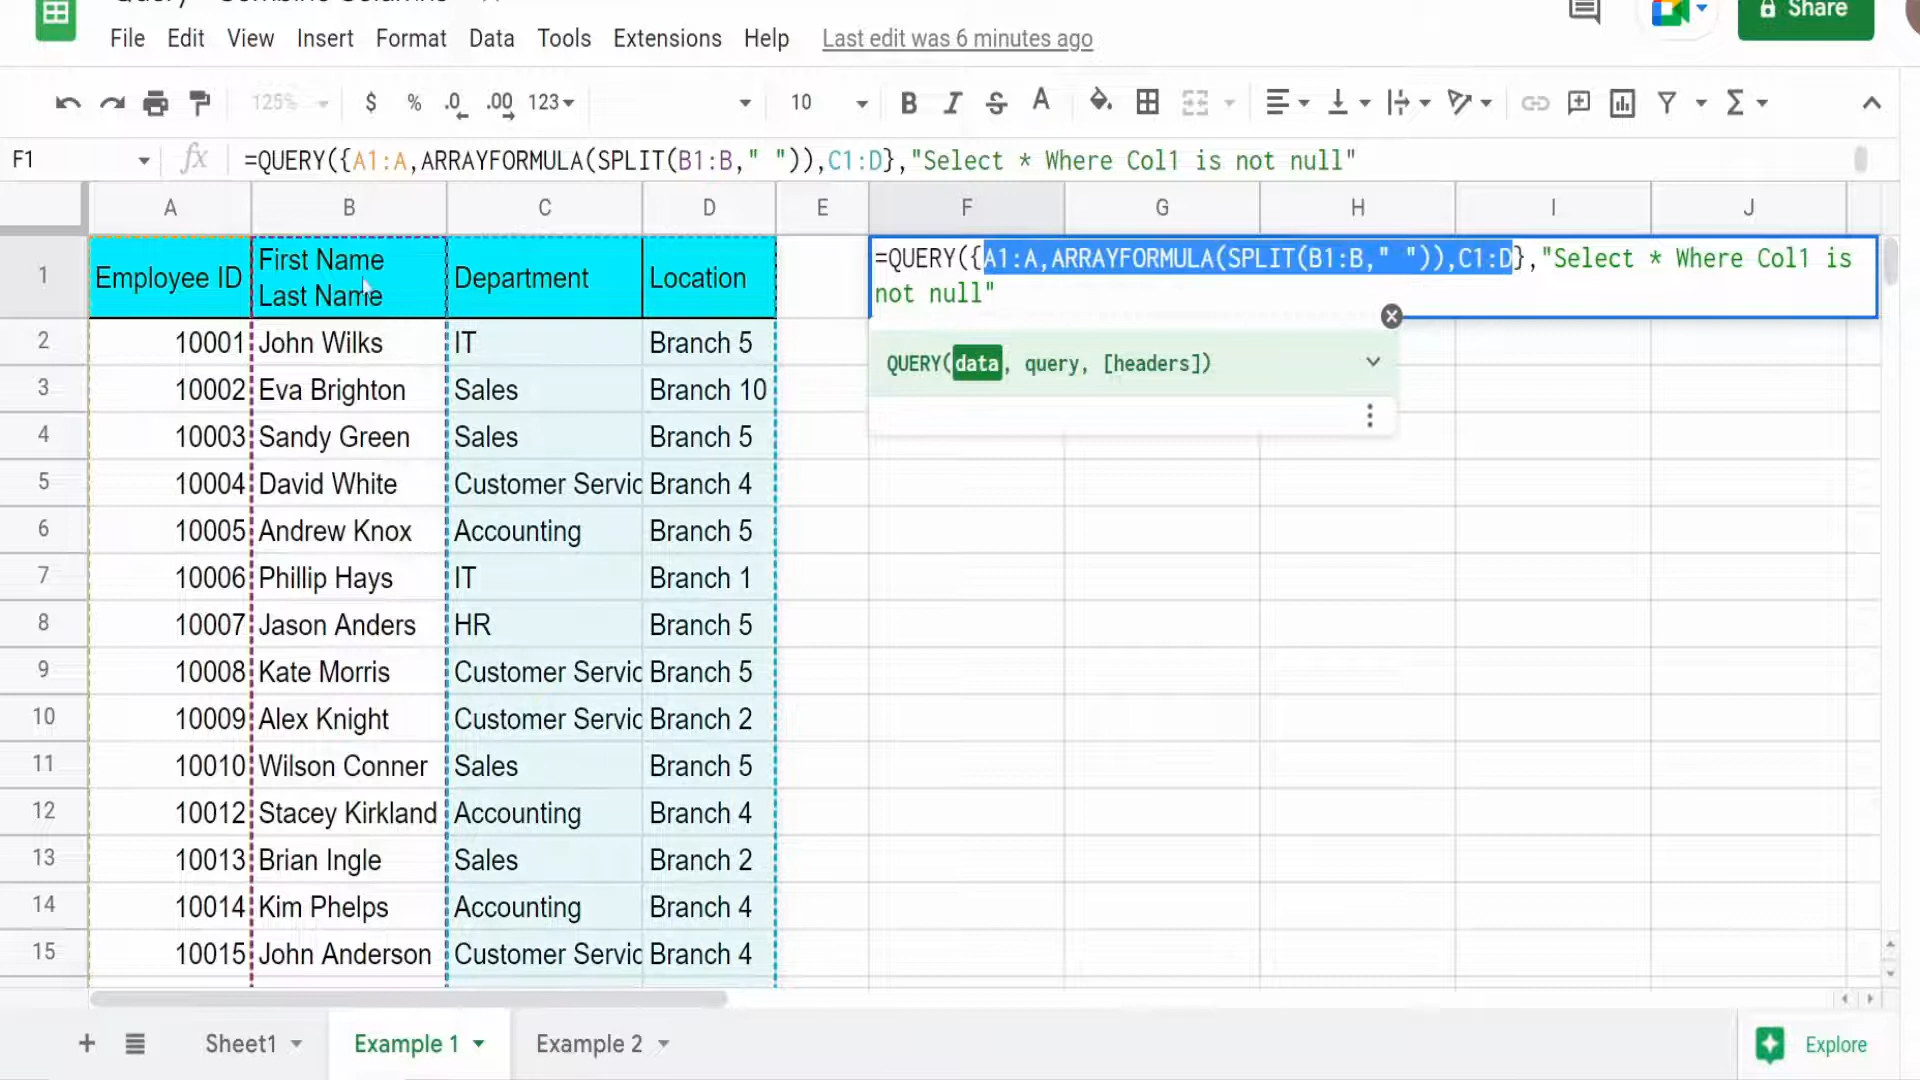 File Edit View Insert Format Data Tools Extensions Help Last edit was 6 minutes ago
Share
125% $ % .0 .00 123 10 B I S A
F1 fx =QUERY({A1:A,ARRAYFORMULA(SPLIT(B1:B," ")),C1:D},"Select * Where Col1 is not null"
A B C D E F G H I J
1 Employee ID First Name Last Name Department Location
=QUERY({A1:A,ARRAYFORMULA(SPLIT(B1:B," ")),C1:D},"Select * Where Col1 is
not null"
QUERY(data, query, [headers])
2 10001 John Wilks IT Branch 5
3 10002 Eva Brighton Sales Branch 10
4 10003 Sandy Green Sales Branch 5
5 10004 David White Customer Servic Branch 4
6 10005 Andrew Knox Accounting Branch 5
7 10006 Phillip Hays IT Branch 1
8 10007 Jason Anders HR Branch 5
9 10008 Kate Morris Customer Servic Branch 5
10 10009 Alex Knight Customer Servic Branch 2
11 10010 Wilson Conner Sales Branch 5
12 10012 Stacey Kirkland Accounting Branch 4
13 10013 Brian Ingle Sales Branch 2
14 10014 Kim Phelps Accounting Branch 4
15 10015 John Anderson Customer Servic Branch 4
Sheet1 Example 1 Example 2 Explore